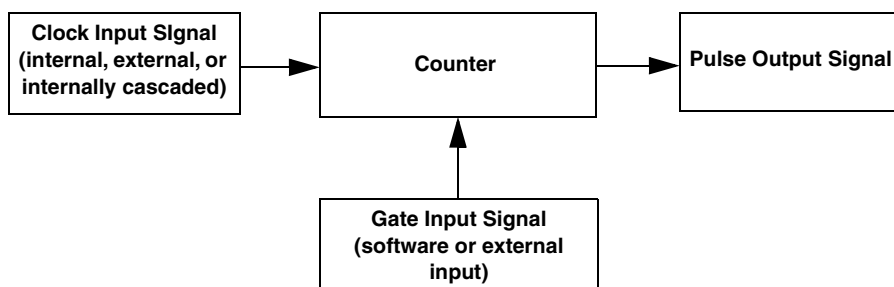 Clock Input SIgnal
(internal, external, or
internally cascaded)
Counter
Pulse Output Signal
Gate Input Signal
(software or external
input)